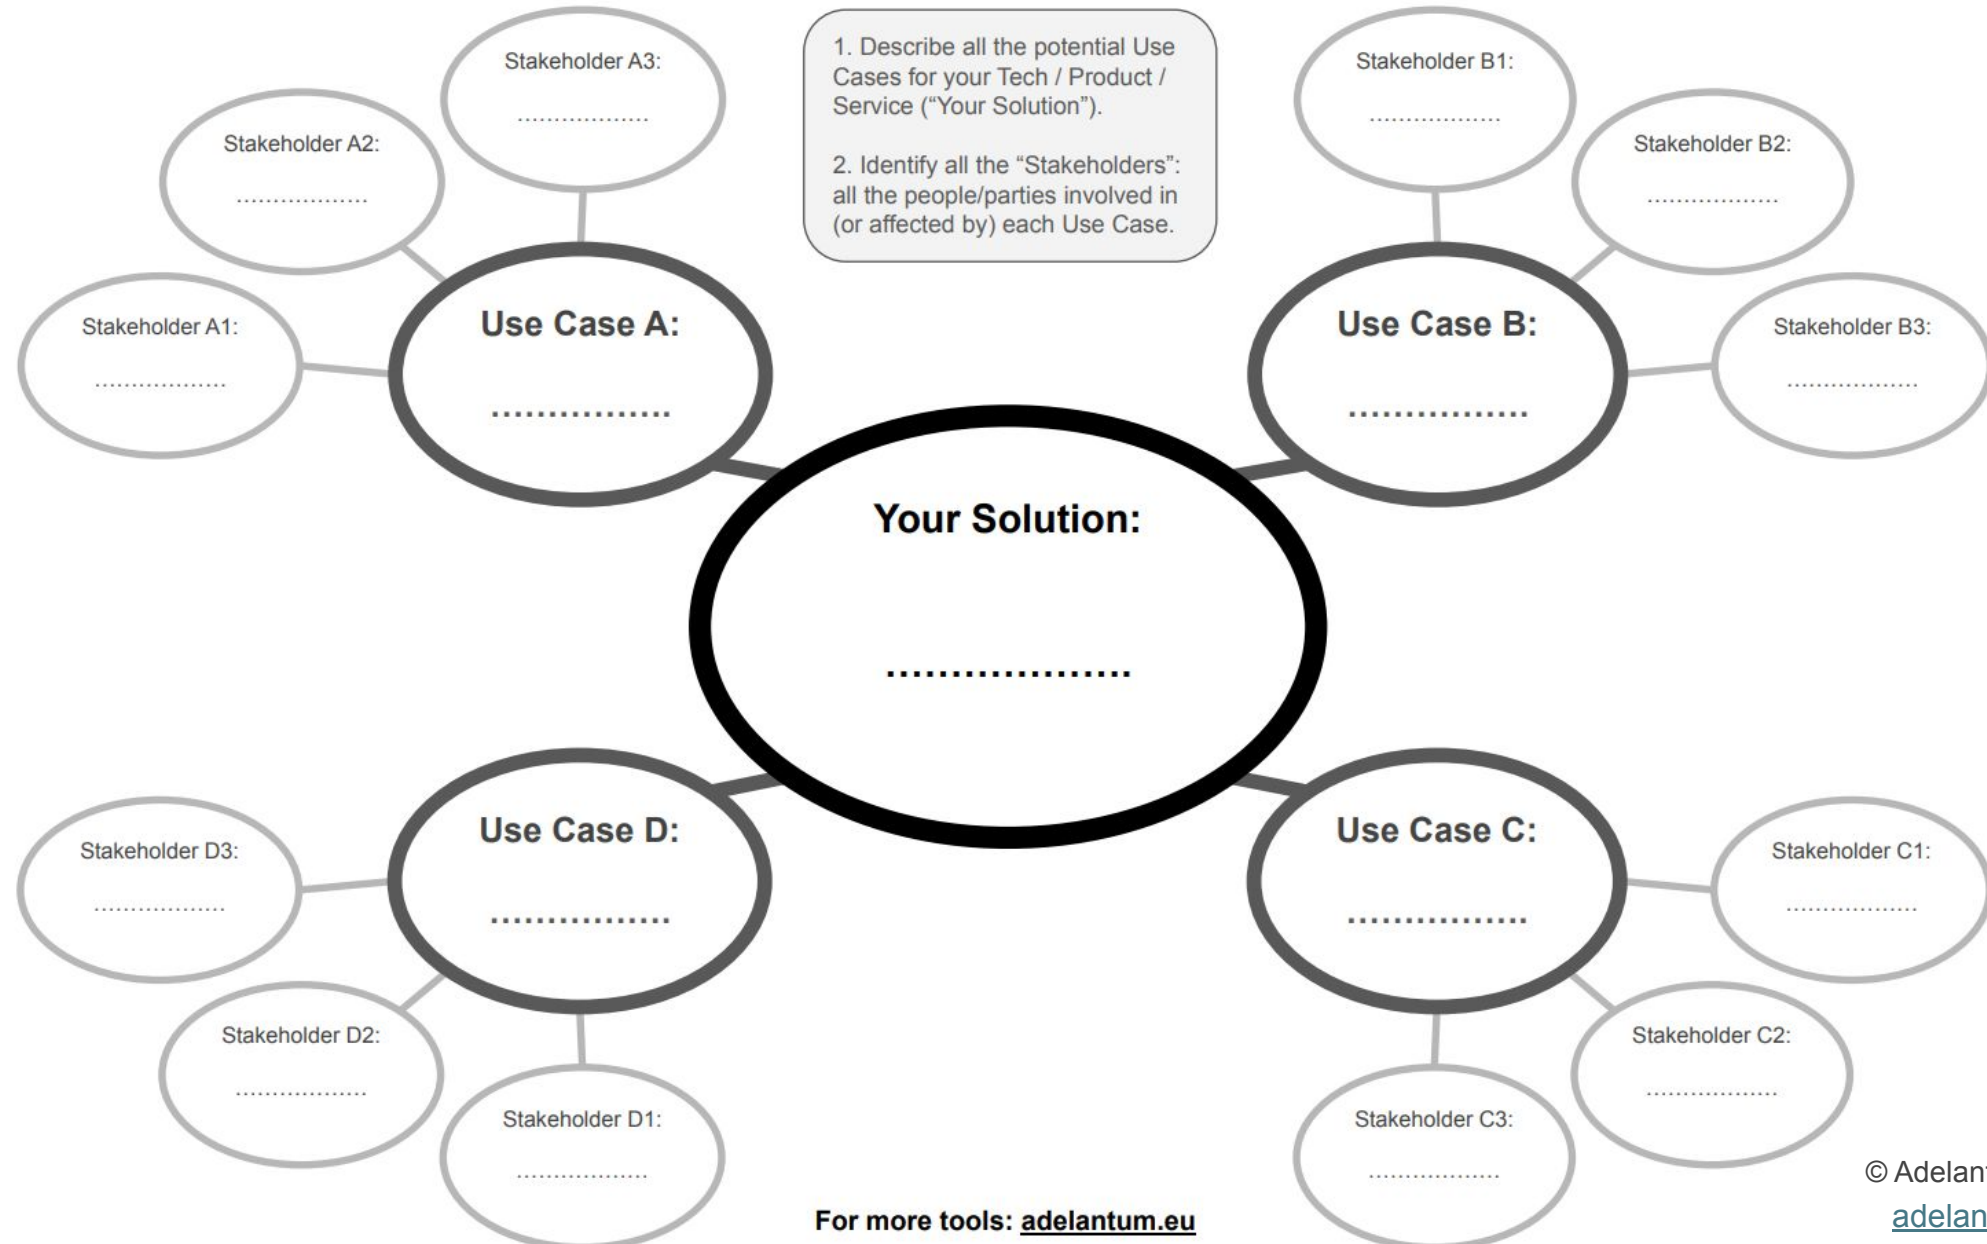 Stakeholder A3:
………………
Stakeholder A2:
………………
Stakeholder A1:
………………
Use Case A:
…………….
1. Describe all the potential Use
Cases for your Tech / Product /
Service (“Your Solution”).
2. Identify all the “Stakeholders”:
all the people/parties involved in
(or affected by) each Use Case.
Stakeholder B1:
………………
Stakeholder B2:
………………
Stakeholder B3:
………………
Use Case B:
…………….
Your Solution:
……………….
Use Case D:
…………….
Stakeholder D3:
………………
Stakeholder D2:
………………
Stakeholder D1:
………………
Use Case C:
…………….
Stakeholder C1:
………………
Stakeholder C2:
………………
Stakeholder C3:
………………
For more tools: adelantum.eu
© Adelan
adelan